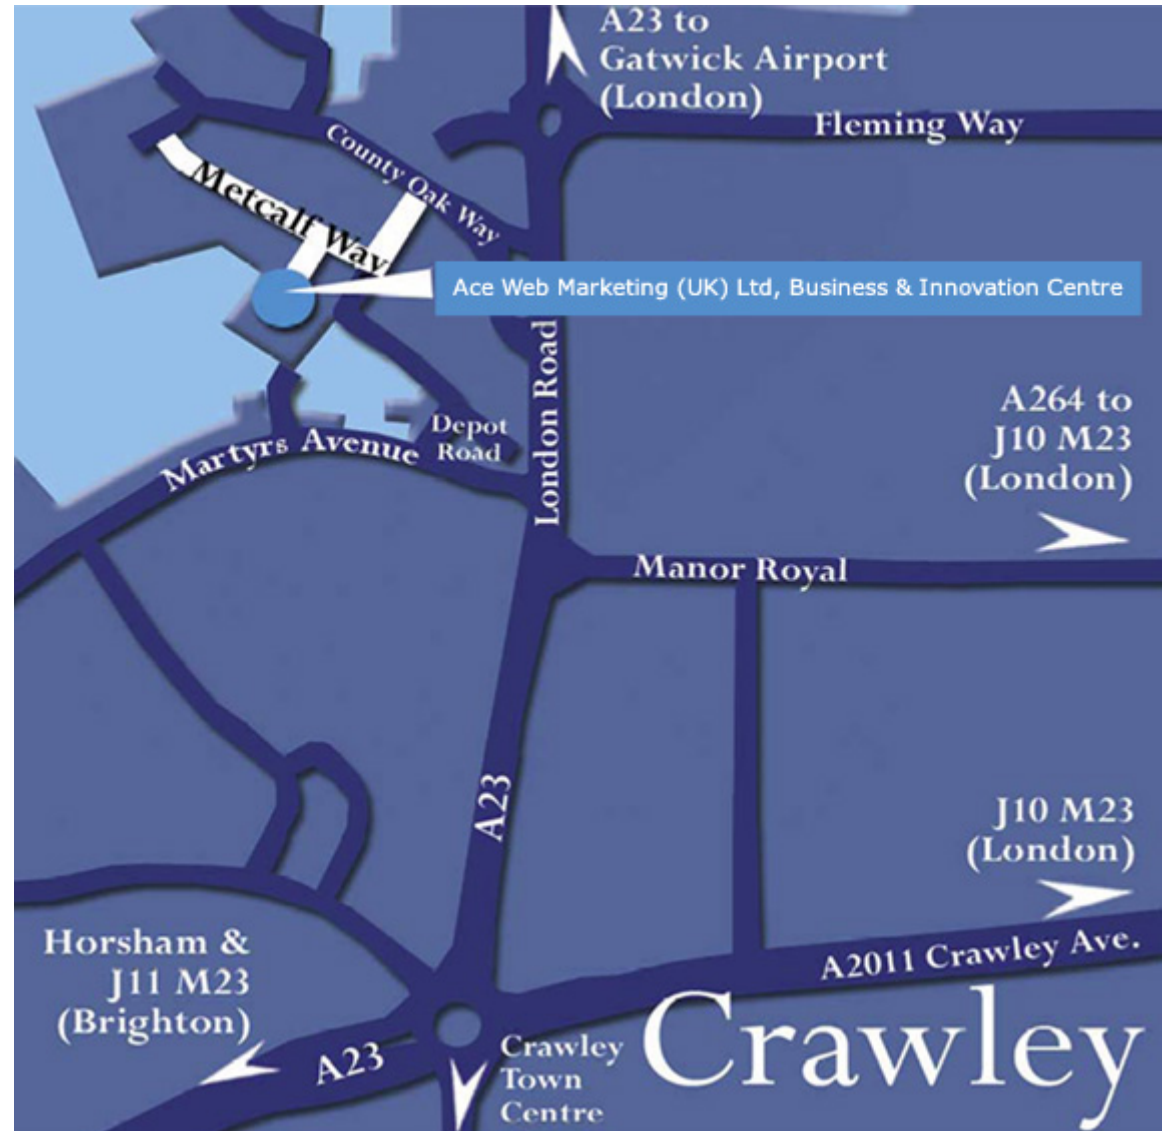 A23 to
Gatwick Airport
(London)
Fleming Way
County Oak Way
Metcalf Way
Ace Web Marketing (UK) Ltd, Business & Innovation Centre
London Road
A264 to
J10 M23
(London)
Depot
Road
Martyrs Avenue
Manor Royal
A23
J10 M23
(London)
Horsham &
J11 M23
(Brighton)
A2011 Crawley Ave.
A23
Crawley
Town
Centre
Crawley